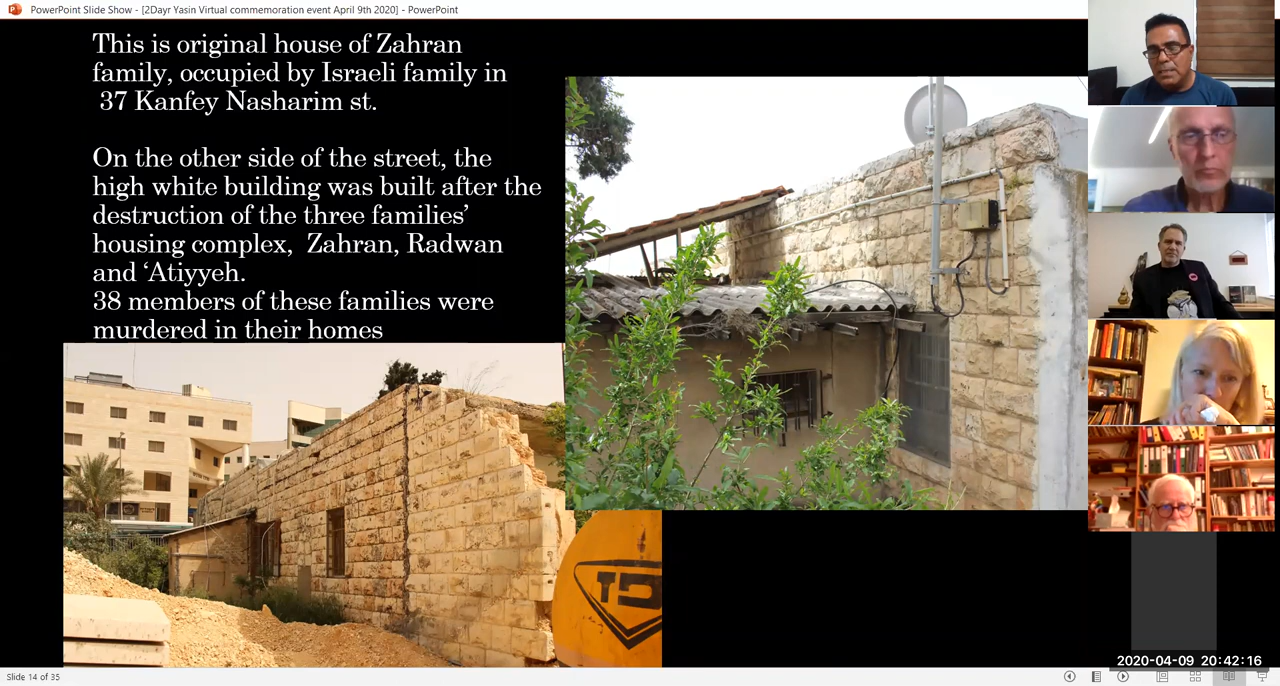 PowerPoint Slide Show - [2Dayr Yasin Virtual commemoration event April 9th 2020] - PowerPoint
This is original house of Zahran
family, occupied by Israeli family in
37 Kanfey Nasharim st.
On the other side of the street, the
high white building was built after the
destruction of the three families’
housing complex,  Zahran, Radwan
and ‘Atiyyeh.
38 members of these families were
murdered in their homes
2020-04-09 20:42:16
Slide 14 of 35